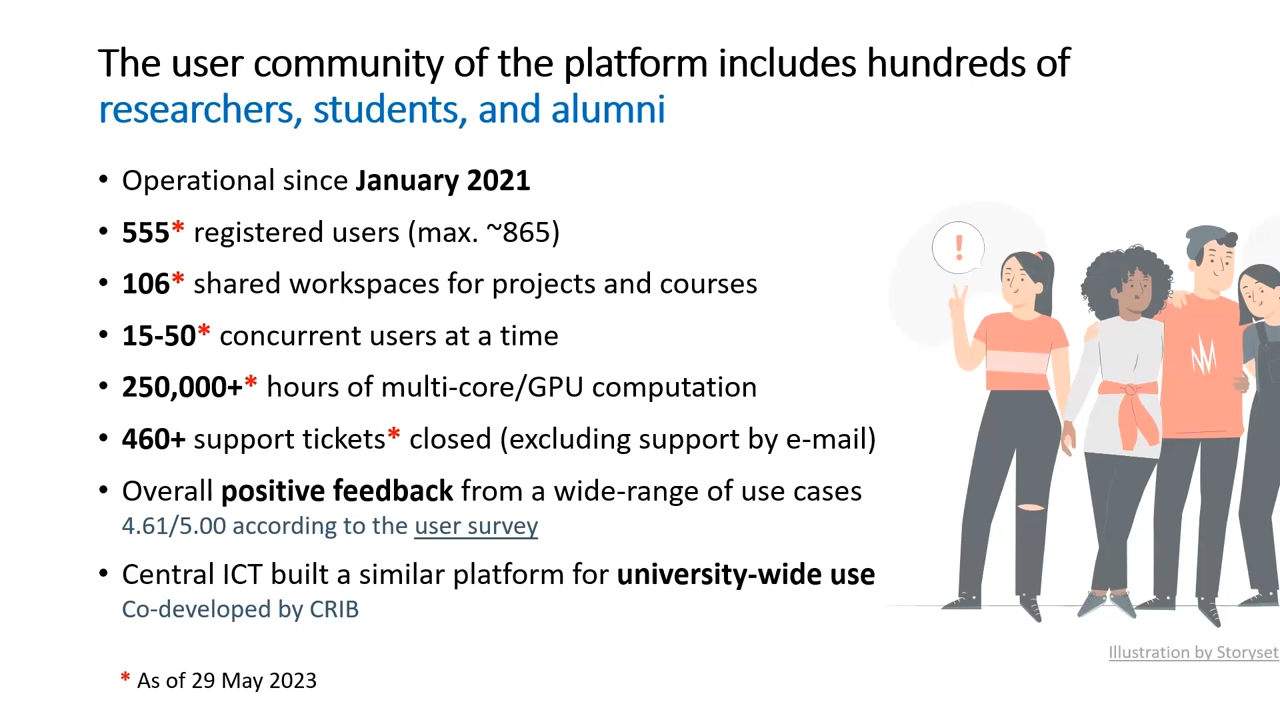 The user community of the platform includes hundreds of
researchers, students, and alumni
• Operational since January 2021
• 555* registered users (max. ~865)
• 106* shared workspaces for projects and courses
• 15-50* concurrent users at a time
• 250,000+* hours of multi-core/GPU computation
• 460+ support tickets* closed (excluding support by e-mail)
• Overall positive feedback from a wide-range of use cases
4.61/5.00 according to the user survey
• Central ICT built a similar platform for university-wide use
Co-developed by CRIB
* As of 29 May 2023
!
Illustration by Storyset